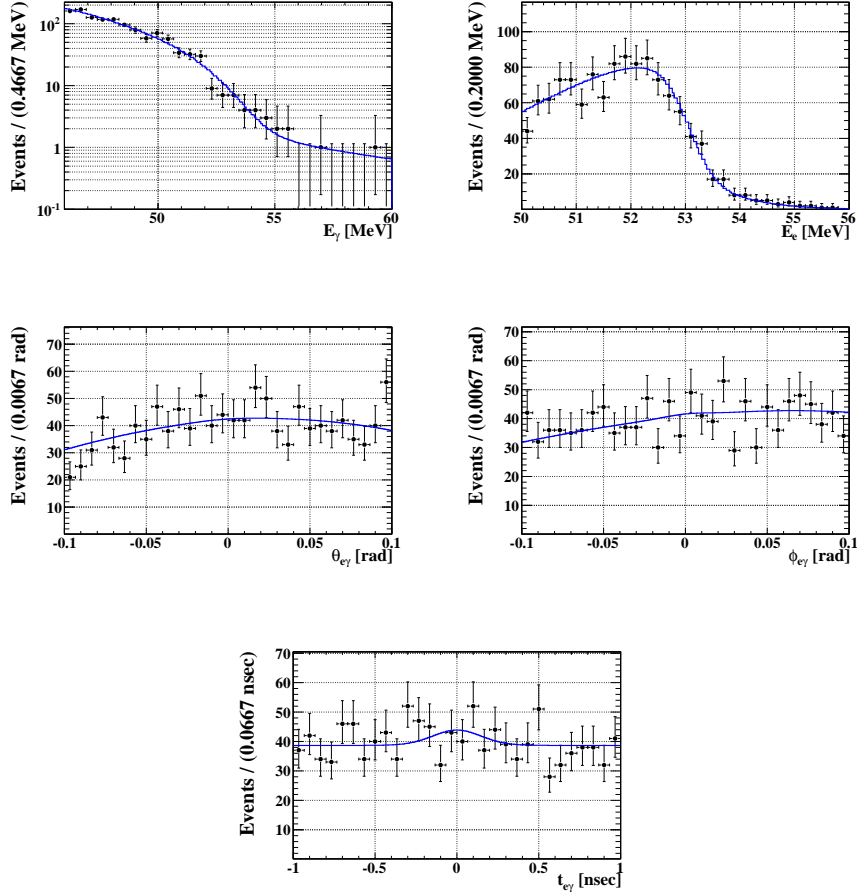 Events / (0.4667 MeV)
10²
10
1
10⁻¹
50 55 60
E_γ [MeV]
Events / (0.2000 MeV)
100
80
60
40
20
50 51 52 53 54 55 56
E_e [MeV]
Events / (0.0067 rad)
70
60
50
40
30
20
10
-0.1 -0.05 0 0.05 0.1
θ_eγ [rad]
Events / (0.0067 rad)
70
60
50
40
30
20
10
-0.1 -0.05 0 0.05 0.1
ϕ_eγ [rad]
Events / (0.0667 nsec)
70
60
50
40
30
20
10
-1 -0.5 0 0.5 1
t_eγ [nsec]